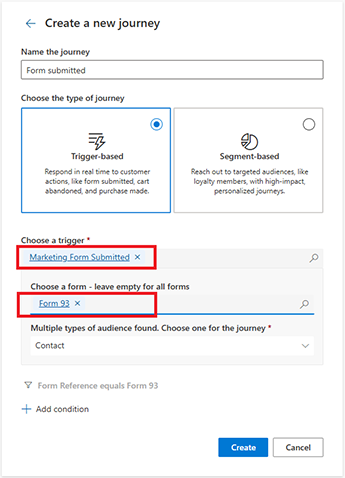 Create a new journey
Name the journey
Form submitted
Choose the type of journey
Trigger-based
Respond in real time to customer
actions, like form submitted, cart
abandoned, and purchase made.
Segment-based
Reach out to targeted audiences, like
loyalty members, with high-impact,
personalized journeys.
Choose a trigger *
Marketing Form Submitted ×
Choose a form - leave empty for all forms
Form 93 ×
Multiple types of audience found. Choose one for the journey *
Contact
Form Reference equals Form 93
+ Add condition
Create
Cancel